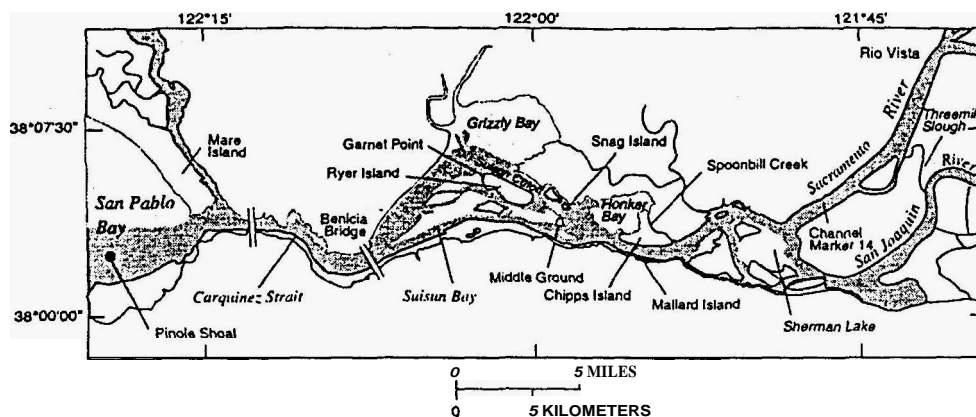 122°15'
122°00'
121°45'
38°07'30"
38°00'00"
Rio Vista
Sacramento
River
Threemile
Slough
River
San Joaquin
Mare
Island
Grizzly Bay
Garnet Point
Ryer Island
Snag Island
Spoonbill Creek
Honker
Bay
San Pablo
Bay
Benicia
Bridge
Channel
Marker 14
Carquinez Strait
Suisun Bay
Middle Ground
Chipps Island
Mallard Island
Sherman Lake
Pinole Shoal
0 5 MILES
0 5 KILOMETERS